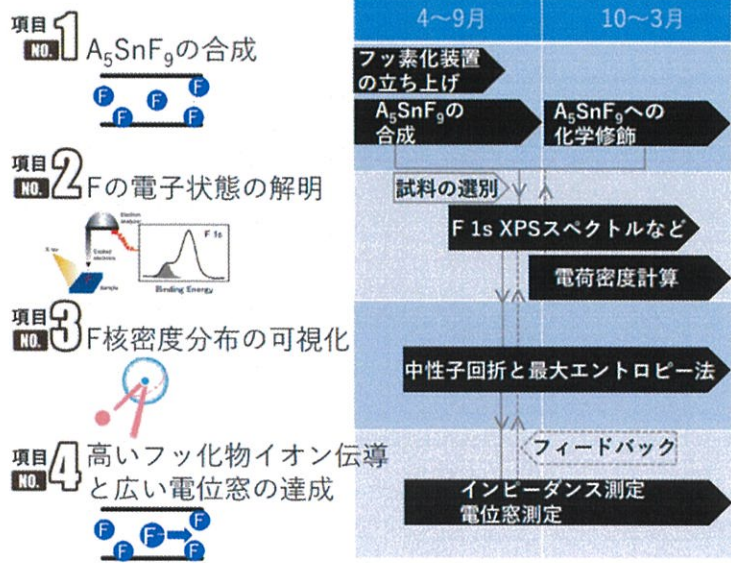 項目 NO. 1 A₅SnF₉の合成
F F F F F
項目 NO. 2 Fの電子状態の解明
Electron analyzer
X ray
Excited electrons
Sample
F 1s
Binding Energy
項目 NO. 3 F核密度分布の可視化
項目 NO. 4 高いフッ化物イオン伝導
と広い電位窓の達成
F F F F F
4～9月 10～3月
フッ素化装置
の立ち上げ
A₅SnF₉の
合成
A₅SnF₉への
化学修飾
試料の選別
F 1s XPSスペクトルなど
電荷密度計算
中性子回折と最大エントロピー法
フィードバック
インピーダンス測定
電位窓測定